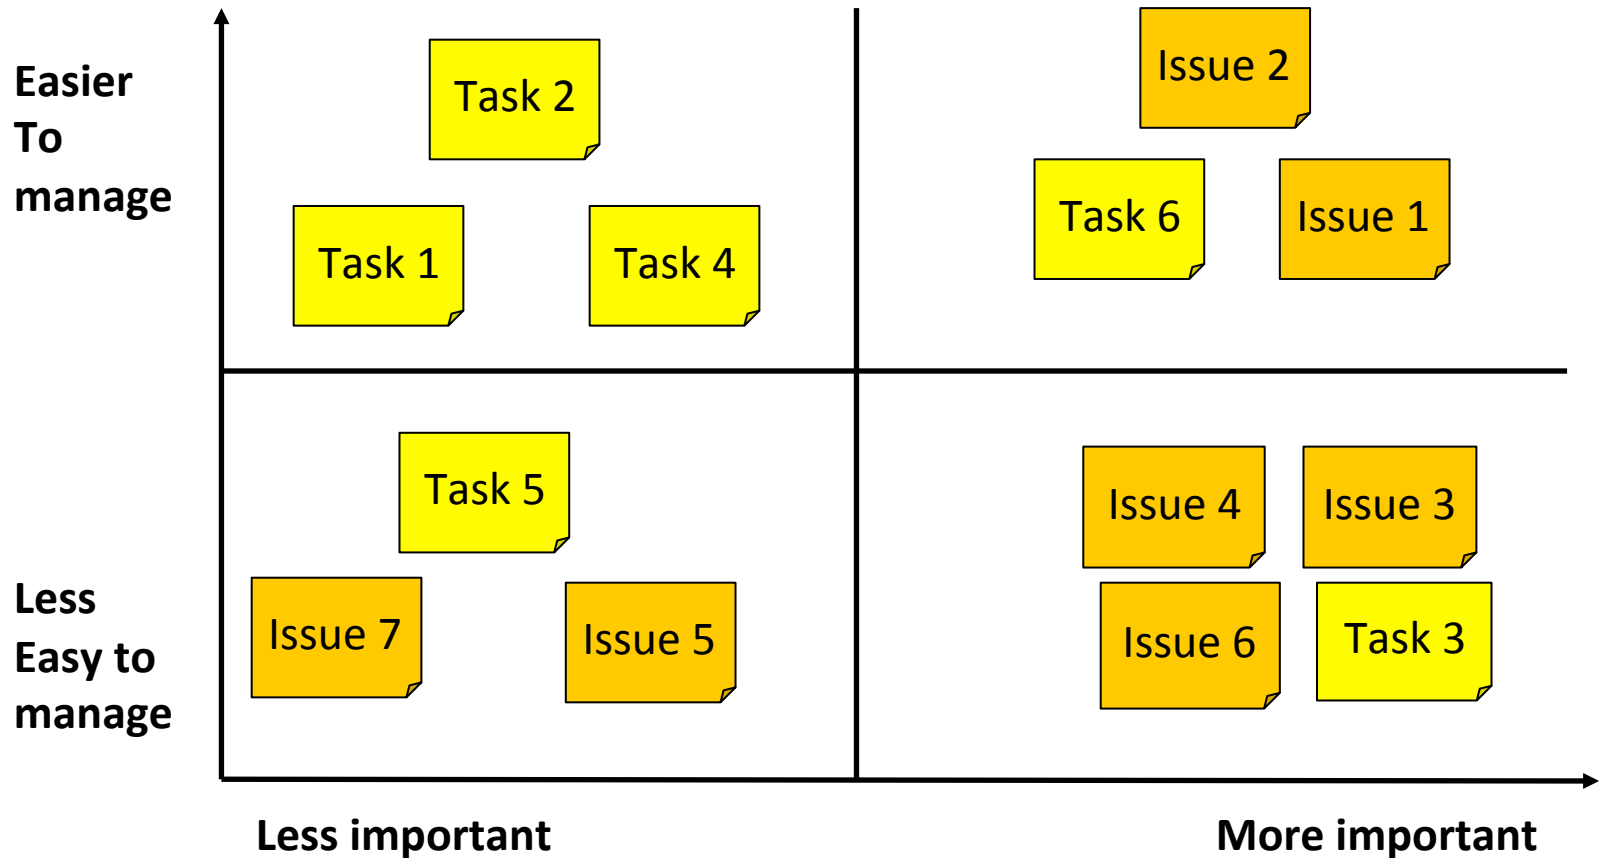 Easier
To
manage
Task 2
Task 1
Task 4
Issue 2
Task 6
Issue 1
Less
Easy to
manage
Task 5
Issue 7
Issue 5
Issue 4
Issue 3
Issue 6
Task 3
Less important
More important